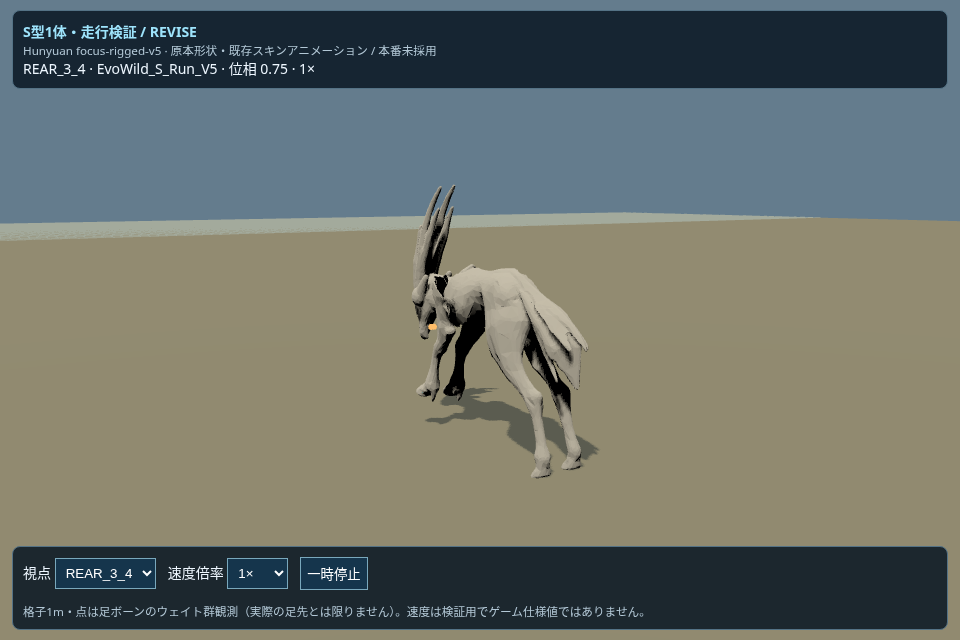 S型1体・走行検証 / REVISE
Hunyuan focus-rigged-v5 · 原本形状・既存スキンアニメーション / 本番未採用
REAR_3_4 · EvoWild_S_Run_V5 · 位相 0.75 · 1×
視点 REAR_3_4 速度倍率 1× 一時停止
格子1m・点は足ボーンのウェイト群観測（実際の足先とは限りません）。速度は検証用でゲーム仕様値ではありません。